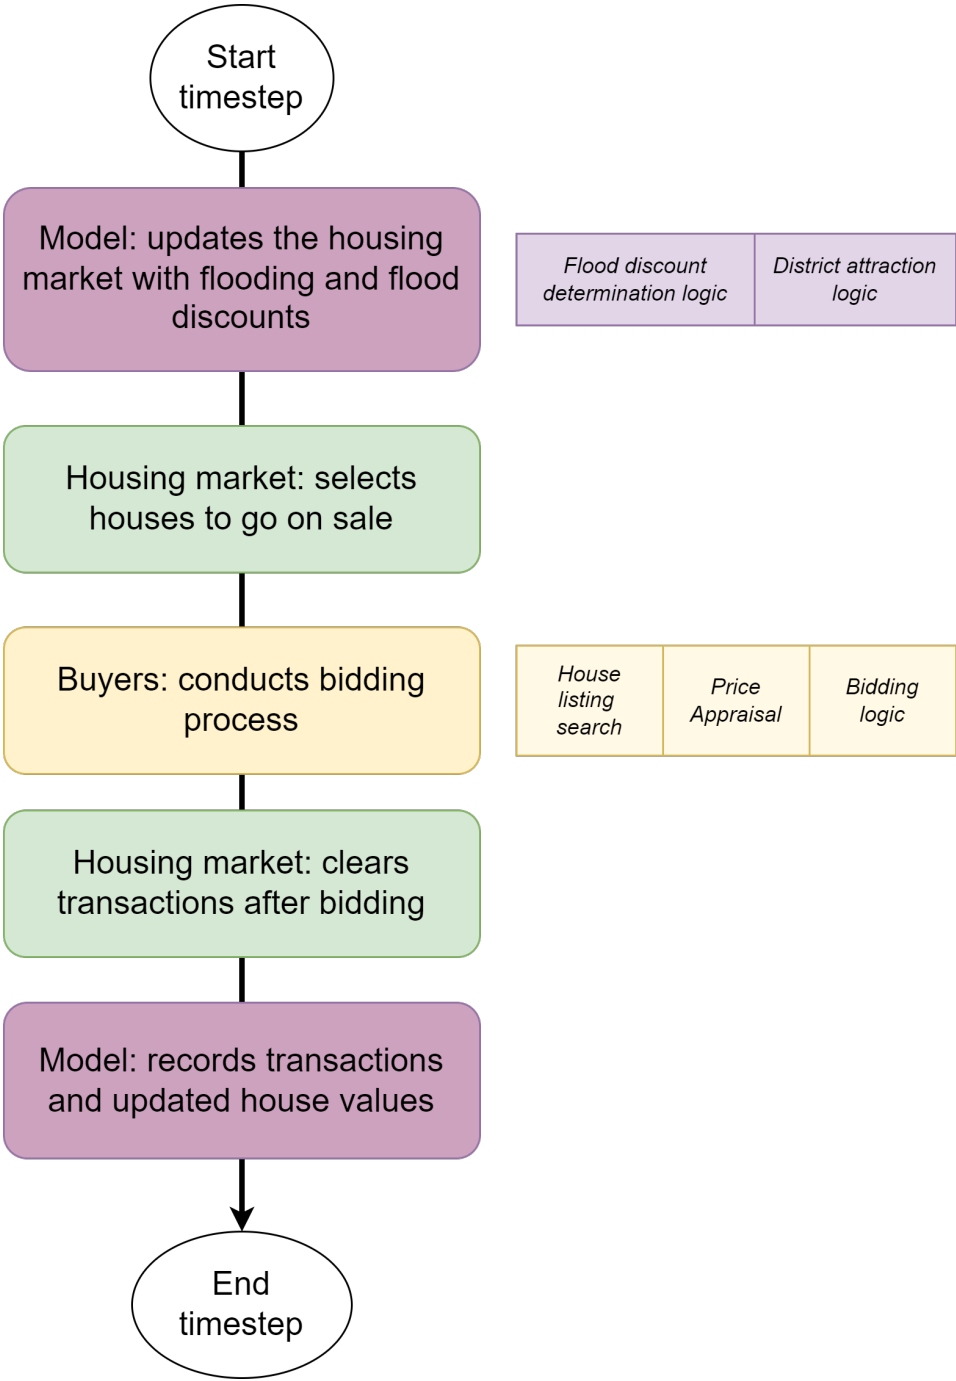 Start
timestep
Model: updates the housing
market with flooding and flood
discounts
Flood discount
determination logic
District attraction
logic
Housing market: selects
houses to go on sale
Buyers: conducts bidding
process
House
listing
search
Price
Appraisal
Bidding
logic
Housing market: clears
transactions after bidding
Model: records transactions
and updated house values
End
timestep